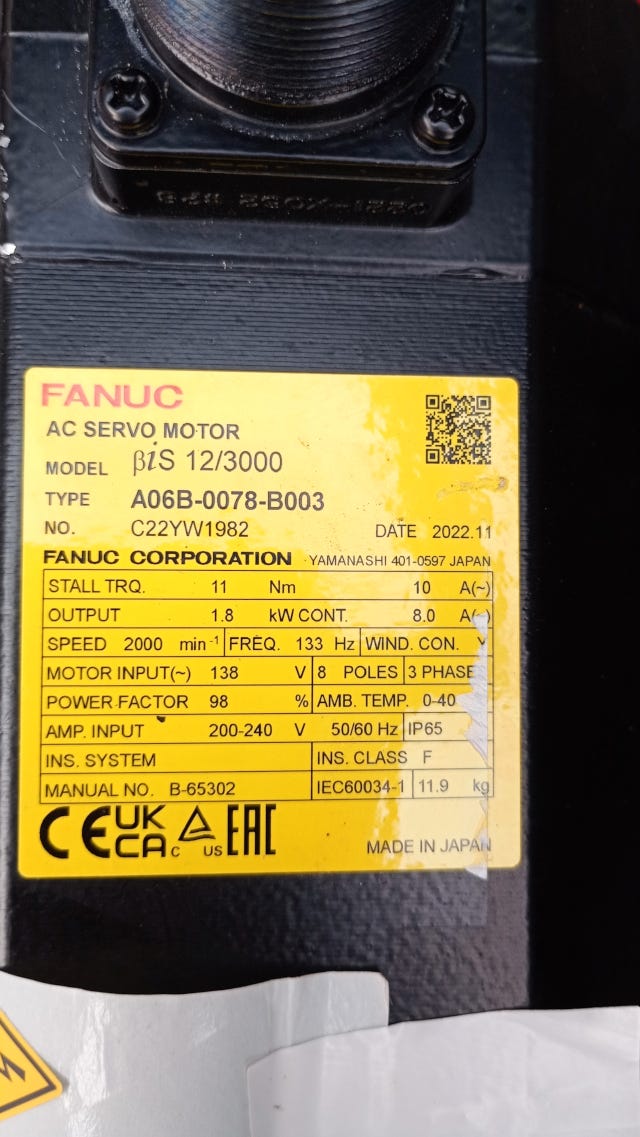 FANUC
AC SERVO MOTOR
MODEL βiS 12/3000
TYPE A06B-0078-B003
NO. C22YW1982 DATE 2022.11
FANUC CORPORATION YAMANASHI 401-0597 JAPAN
STALL TRQ. 11 Nm 10 A(~)
OUTPUT 1.8 kW CONT. 8.0 A(~)
SPEED 2000 min⁻¹ FREQ. 133 Hz WIND. CON. Y
MOTOR INPUT(~) 138 V 8 POLES 3 PHASE
POWER FACTOR 98 % AMB. TEMP. 0-40
AMP. INPUT 200-240 V 50/60 Hz IP65
INS. SYSTEM INS. CLASS F
MANUAL NO. B-65302 IEC60034-1 11.9 kg
CE UKCA C US EAC
MADE IN JAPAN